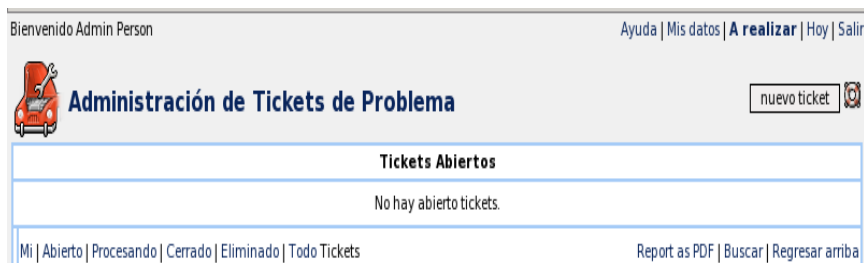 Bienvenido Admin Person
Ayuda | Mis datos | A realizar | Hoy | Salir
Administración de Tickets de Problema
nuevo ticket
Tickets Abiertos
No hay abierto tickets.
Mi | Abierto | Procesando | Cerrado | Eliminado | Todo Tickets
Report as PDF | Buscar | Regresar arriba